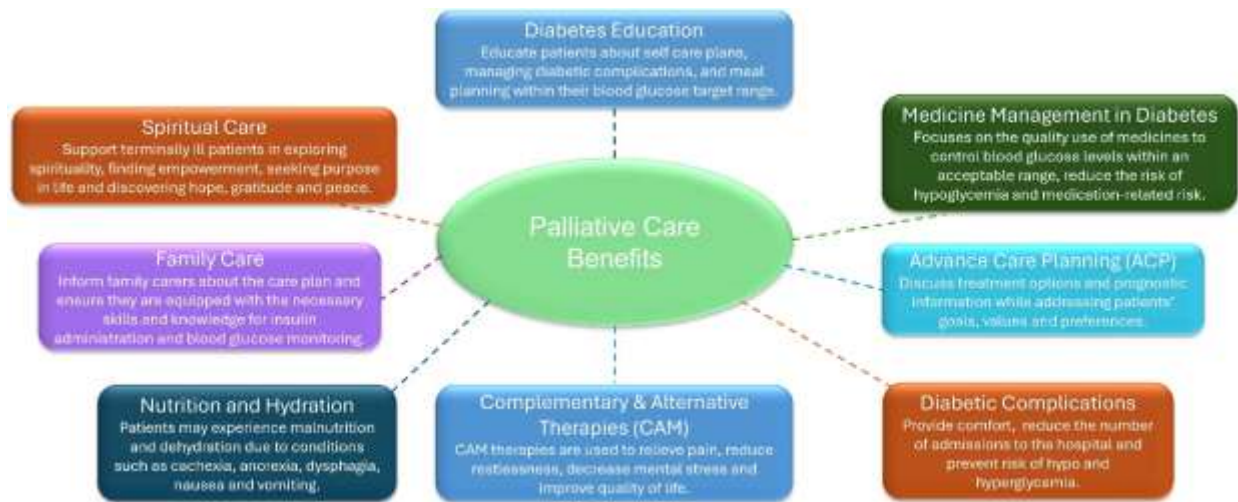 Diabetes Education
Educate patients about self care plans,
managing diabetic complications, and meal
planning within their blood glucose target range.
Spiritual Care
Support terminally ill patients in exploring
spirituality, finding empowerment, seeking purpose
in life and discovering hope, gratitude and peace.
Medicine Management in Diabetes
Focuses on the quality use of medicines to
control blood glucose levels within an
acceptable range, reduce the risk of
hypoglycemia and medication-related risk.
Palliative Care
Benefits
Family Care
Inform family carers about the care plan and
ensure they are equipped with the necessary
skills and knowledge for insulin
administration and blood glucose monitoring.
Advance Care Planning (ACP)
Discuss treatment options and prognostic
information while addressing patients'
goals, values and preferences.
Nutrition and Hydration
Patients may experience malnutrition
and dehydration due to conditions
such as cachexia, anorexia, dysphagia,
nausea and vomiting.
Complementary & Alternative
Therapies (CAM)
CAM therapies are used to relieve pain, reduce
restlessness, decrease mental stress and
improve quality of life.
Diabetic Complications
Provide comfort, reduce the number
of admissions to the hospital and
prevent risk of hypo and
hyperglycemia.